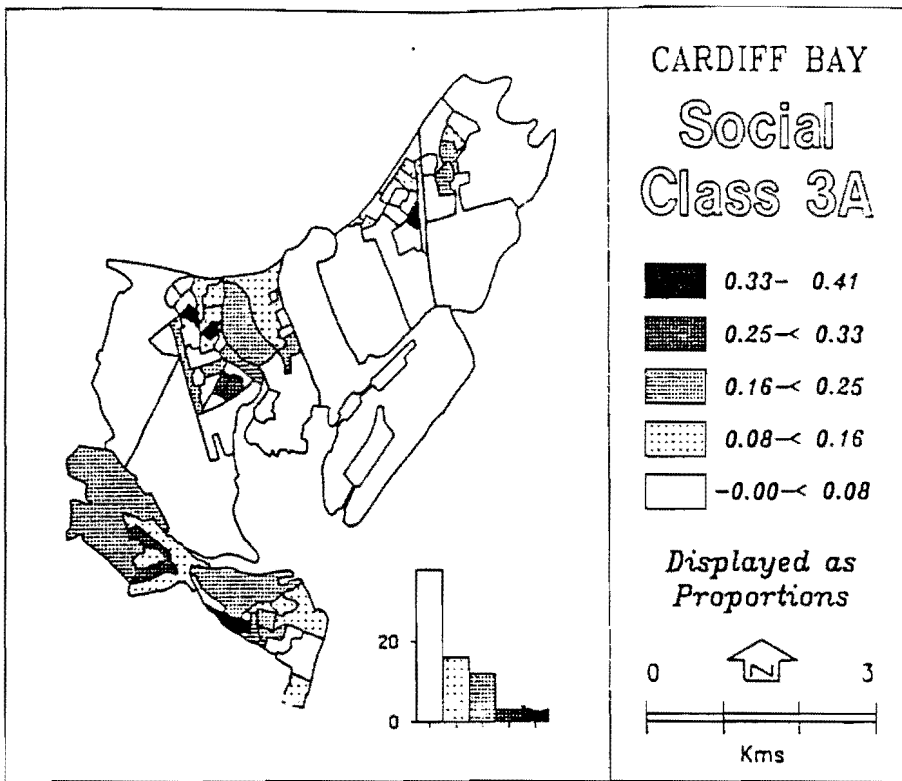 CARDIFF BAY
Social
Class 3A
0.33- 0.41
0.25-< 0.33
0.16-< 0.25
0.08-< 0.16
-0.00-< 0.08
Displayed as
Proportions
0 N 3
Kms
20
0